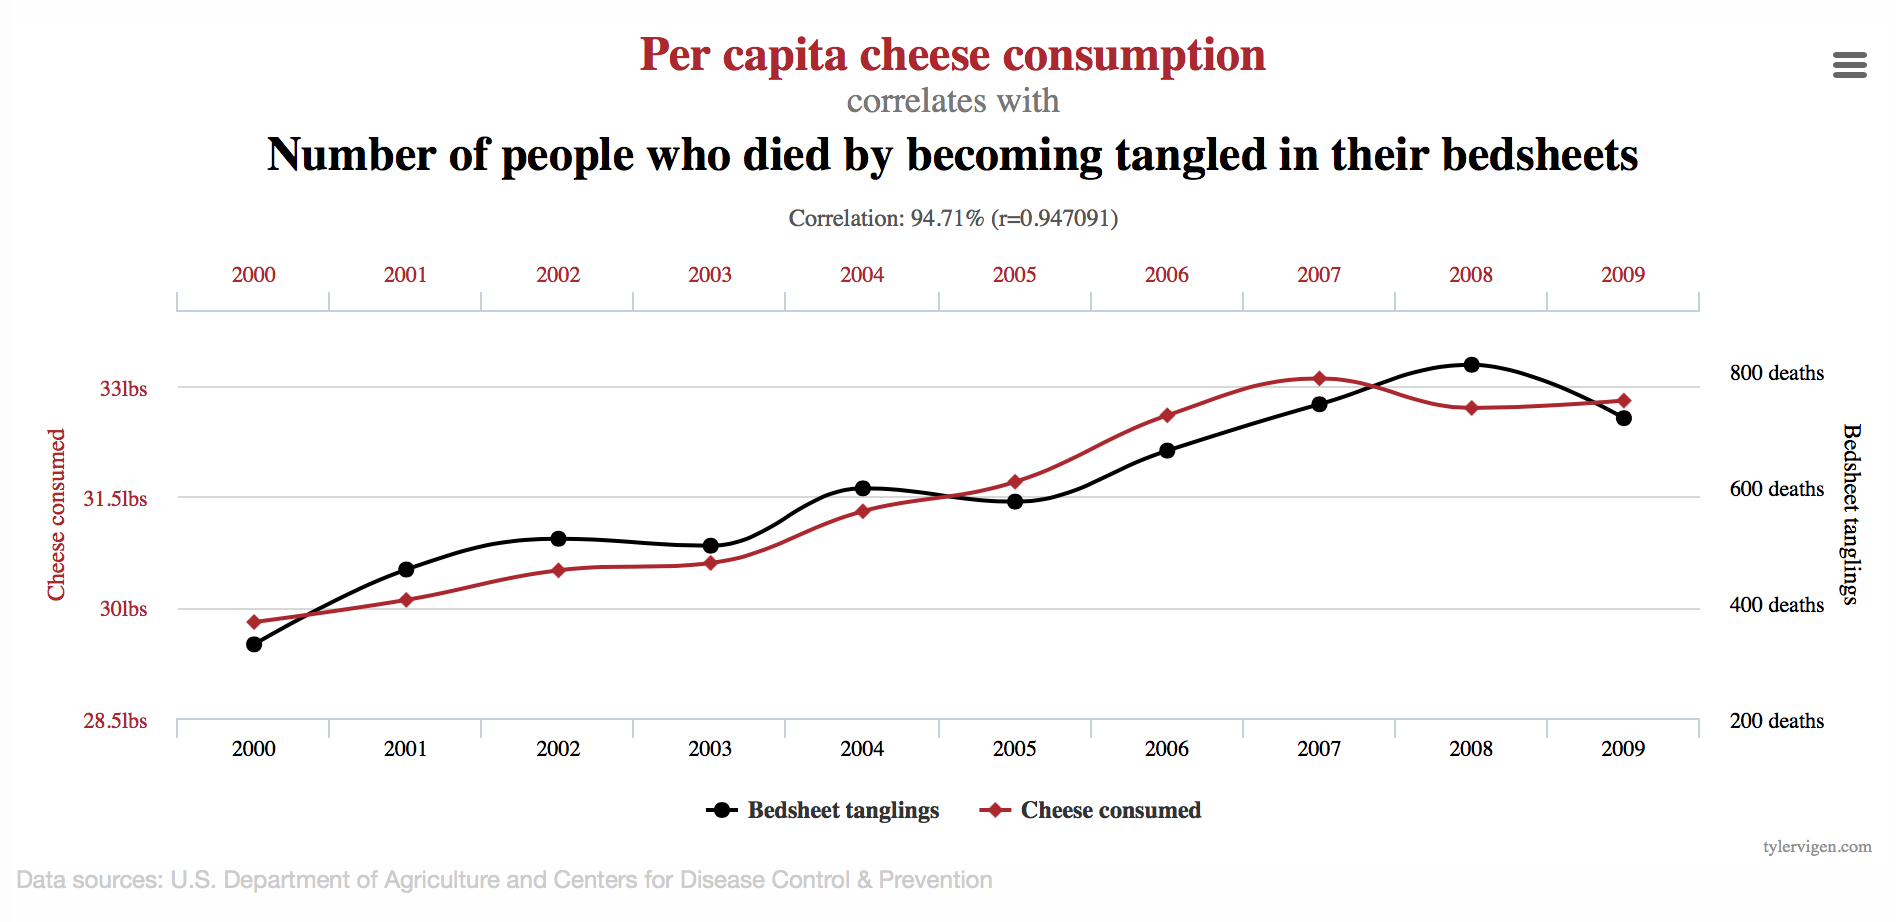 Per capita cheese consumption
correlates with
Number of people who died by becoming tangled in their bedsheets
Correlation: 94.71% (r=0.947091)
2000 2001 2002 2003 2004 2005 2006 2007 2008 2009
Cheese consumed
33lbs
31.5lbs
30lbs
28.5lbs
800 deaths
600 deaths
400 deaths
200 deaths
Bedsheet tanglings
2000 2001 2002 2003 2004 2005 2006 2007 2008 2009
Bedsheet tanglings Cheese consumed
tylervigen.com
Data sources: U.S. Department of Agriculture and Centers for Disease Control & Prevention